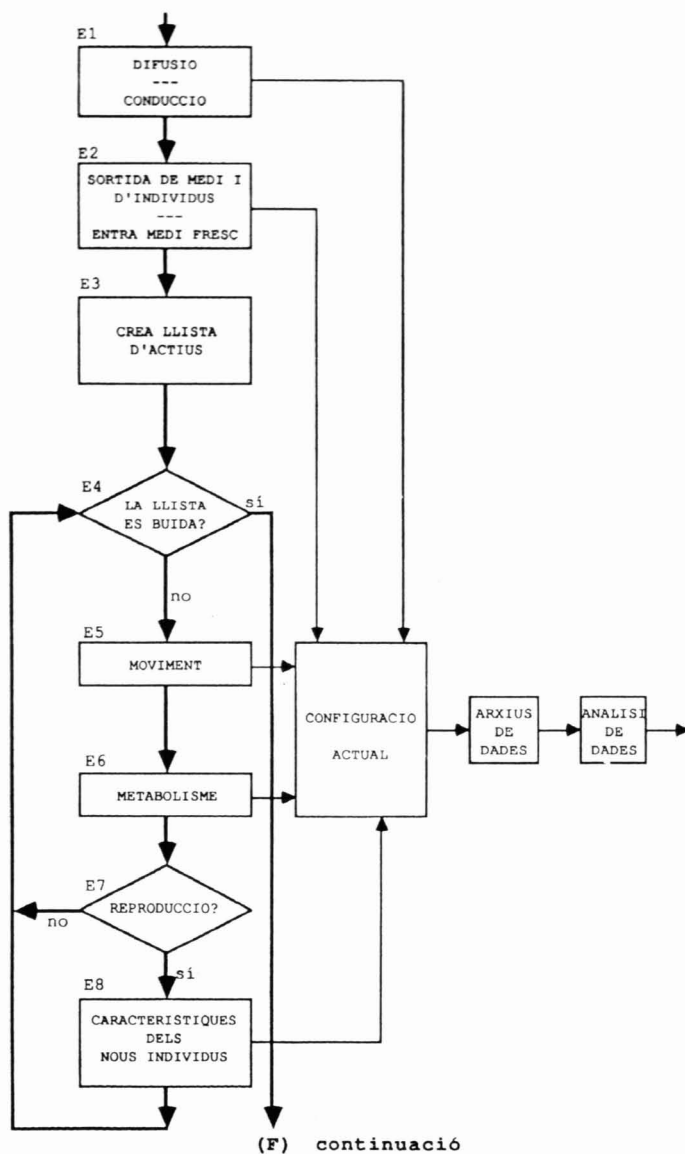 E1
DIFUSIO
---
CONDUCCIO
E2
SORTIDA DE MEDI I
D'INDIVIDUS
---
ENTRA MEDI FRESC
E3
CREA LLISTA
D'ACTIUS
E4
LA LLISTA
ES BUIDA?
sí
no
E5
MOVIMENT
CONFIGURACIO
ACTUAL
ARXIUS
DE
DADES
ANALISI
DE
DADES
E6
METABOLISME
E7
REPRODUCCIO?
no
sí
E8
CARACTERISTIQUES
DELS
NOUS INDIVIDUS
(F) continuació